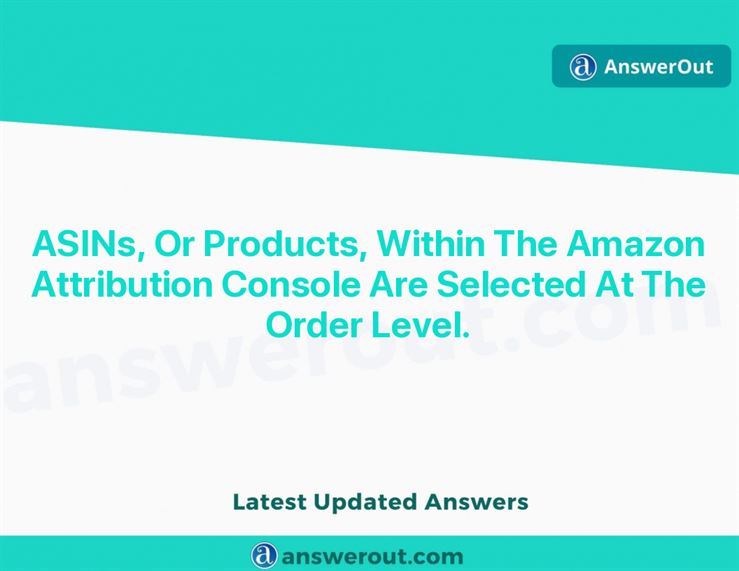 AnswerOut
ASINs, Or Products, Within The Amazon
Attribution Console Are Selected At The
Order Level.
answerout.com
Latest Updated Answers
answerout.com